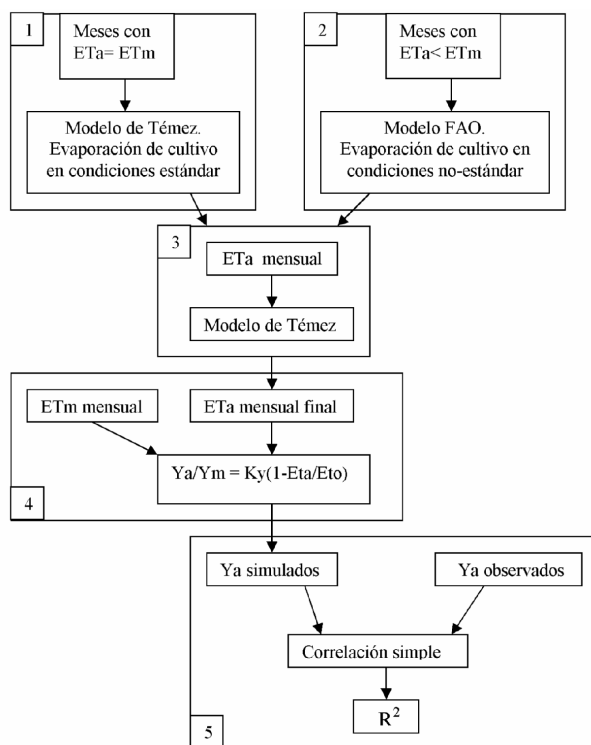 1
Meses con
ETa= ETm
Modelo de Témez.
Evaporación de cultivo
en condiciones estándar
2
Meses con
ETa< ETm
Modelo FAO.
Evaporación de cultivo en
condiciones no-estándar
3
ETa mensual
Modelo de Témez
ETm mensual
ETa mensual final
Ya/Ym = Ky(1-Eta/Eto)
4
Ya simulados
Ya observados
Correlación simple
R²
5